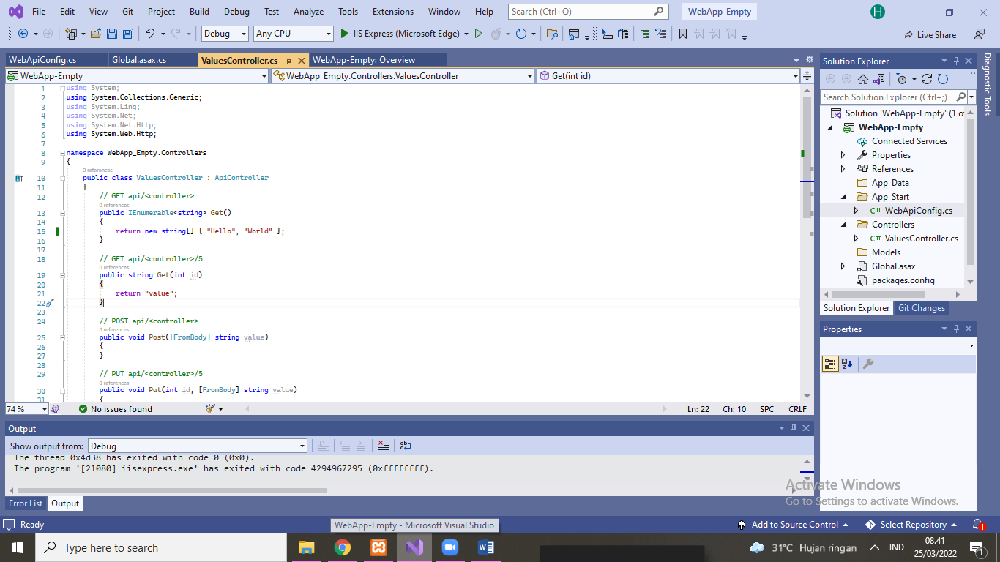 File Edit View Git Project Build Debug Test Analyze Tools Extensions Window Help Search (Ctrl+Q) WebApp-Empty H
Debug Any CPU IIS Express (Microsoft Edge) Live Share
WebApiConfig.cs Global.asax.cs ValuesController.cs WebApp-Empty: Overview
WebApp-Empty WebApp_Empty.Controllers.ValuesController Get(int id)
1 using System;
2 using System.Collections.Generic;
3 using System.Linq;
4 using System.Net;
5 using System.Net.Http;
6 using System.Web.Http;
7
8 namespace WebApp_Empty.Controllers
9 {
0 references
10 public class ValuesController : ApiController
11 {
12 // GET api/<controller>
0 references
13 public IEnumerable<string> Get()
14 {
15 return new string[] { "Hello", "World" };
16 }
17
18 // GET api/<controller>/5
0 references
19 public string Get(int id)
20 {
21 return "value";
22 }
23
24 // POST api/<controller>
0 references
25 public void Post([FromBody] string value)
26 {
27 }
28
29 // PUT api/<controller>/5
0 references
30 public void Put(int id, [FromBody] string value)
31 {
74 % No issues found Ln: 22 Ch: 10 SPC CRLF
Output
Show output from: Debug
The thread 0x4d38 has exited with code 0 (0x0).
The program '[21080] iisexpress.exe' has exited with code 4294967295 (0xffffffff).
Error List Output
Solution Explorer
Search Solution Explorer (Ctrl+;)
Solution 'WebApp-Empty' (1 o
WebApp-Empty
Connected Services
Properties
References
App_Data
App_Start
C# WebApiConfig.cs
Controllers
C# ValuesController.cs
Models
Global.asax
packages.config
Solution Explorer Git Changes
Properties
Diagnostic Tools
Activate Windows
Go to Settings to activate Windows.
Ready WebApp-Empty - Microsoft Visual Studio Add to Source Control Select Repository 1
Type here to search 31°C Hujan ringan IND 08.41
25/03/2022 1